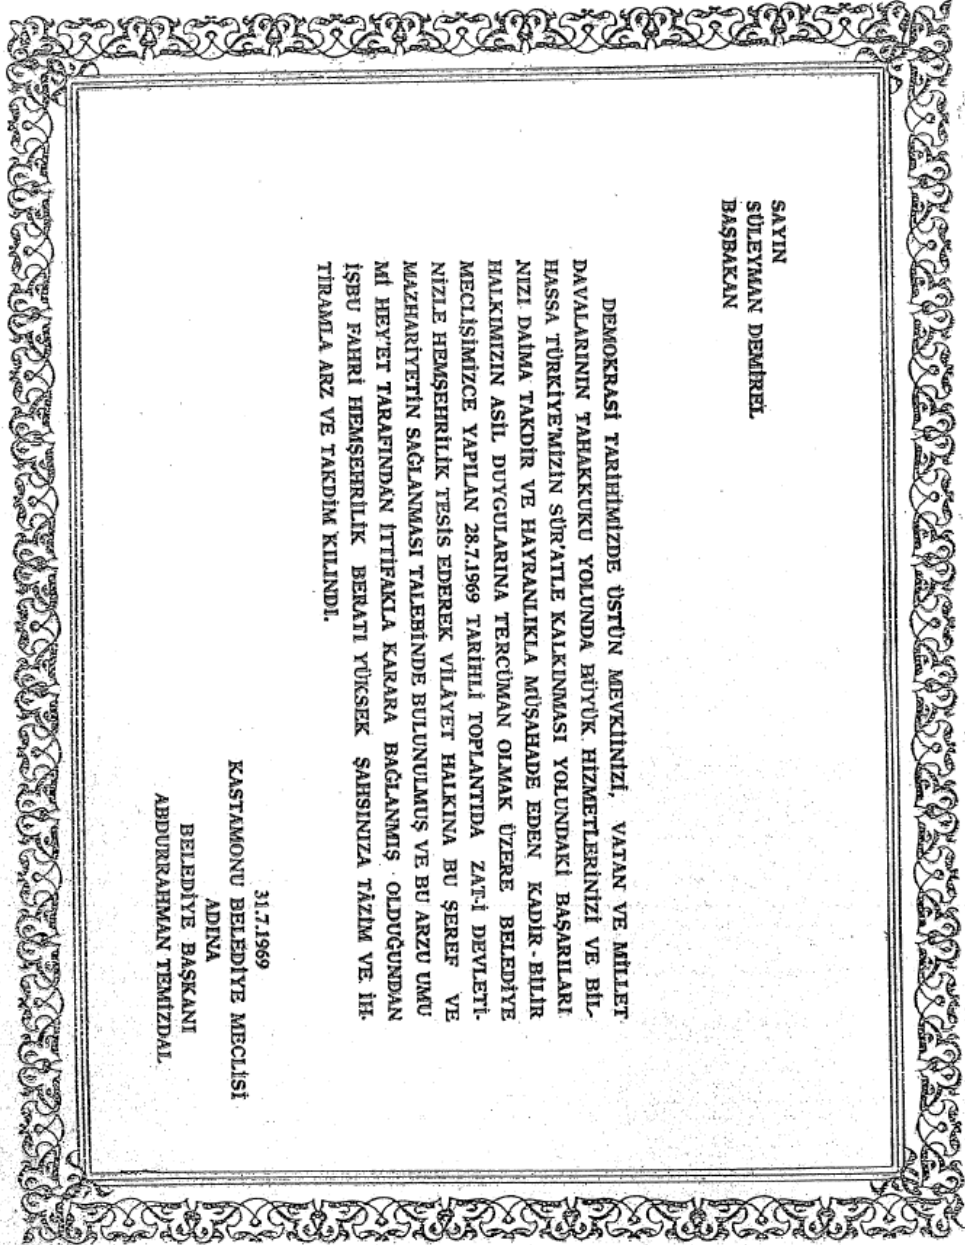 SAYIN
SÜLEYMAN DEMİREL
BAŞBAKAN
DEMOKRASİ TARİHİMİZDE ÜSTÜN MEVKİİNİZİ, VATAN VE MİLLET
DAVALARININ TAHAKKUKU YOLUNDA BÜYÜK HİZMETLERİNİZİ VE BİL-
HASSA TÜRKİYE'MİZİN SÜR'ATLE KALKINMASI YOLUNDAKİ BAŞARILARI
NIZI DAİMA TAKDİR VE HAYRANLIKLA MÜŞAHADE EDEN KADİR-BİLİR
HALKIMIZIN ASİL DUYGULARINA TERCÜMAN OLMAK ÜZERE BELEDİYE
MECLİSİMİZCE YAPILAN 28.7.1969 TARİHLİ TOPLANTIDA ZAT-İ DEVLETİ-
NİZLE HEMŞEHRİLİK TESİS EDEREK VİLÂYET HALKINA BU ŞEREF VE
MAZHARİYETİN SAĞLANMASI TALEBİNDE BULUNULMUŞ VE BU ARZU UMU
Mİ HEY'ET TARAFINDAN İTTİFAKLA KARARA BAĞLANMIŞ OLDUĞUNDAN
İŞBU FAHRİ HEMŞEHRİLİK BERATI YÜKSEK ŞAHSINIZA TÂZİM VE İH-
TİRAMLA ARZ VE TAKDİM KILINDI.
31.7.1969
KASTAMONU BELEDİYE MECLİSİ
ADINA
BELEDİYE BAŞKANI
ABDURRAHMAN TEMİZDAL